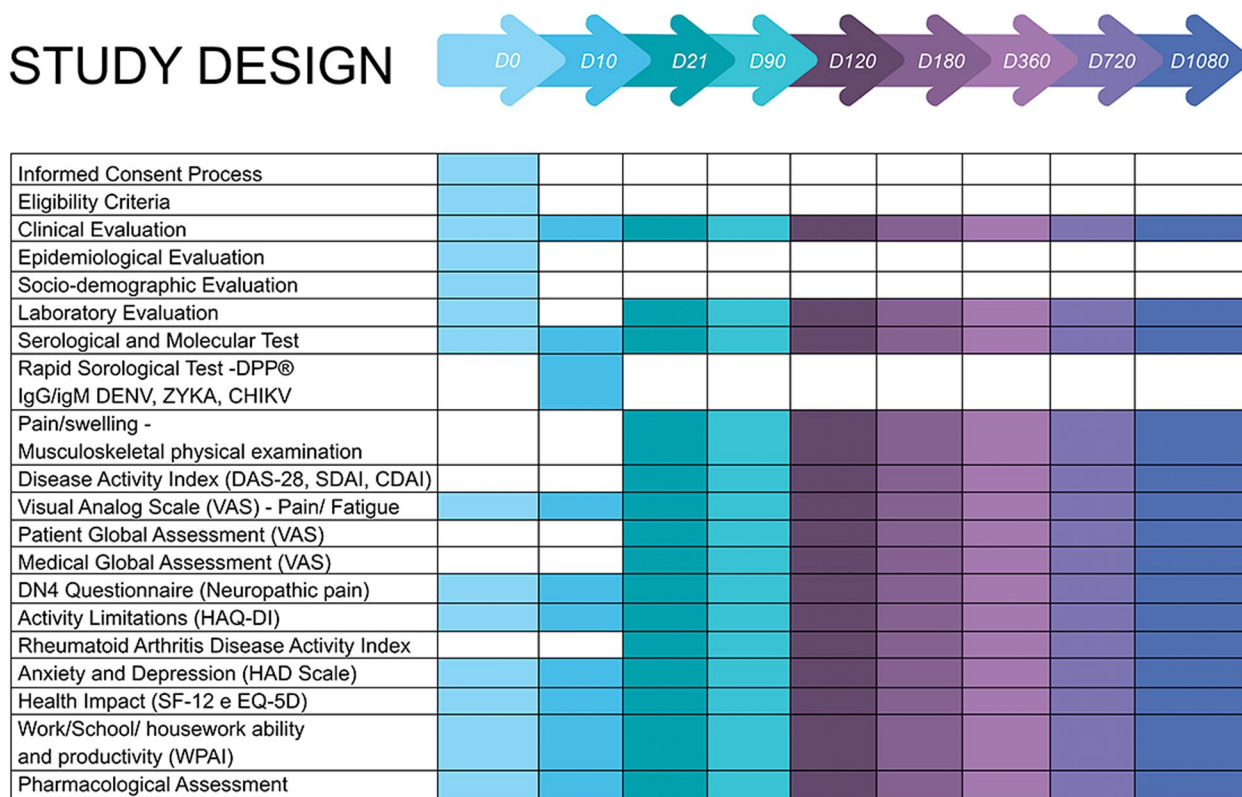 STUDY DESIGN
D0
D10
D21
D90
D120
D180
D360
D720
D1080
Informed Consent Process
Eligibility Criteria
Clinical Evaluation
Epidemiological Evaluation
Socio-demographic Evaluation
Laboratory Evaluation
Serological and Molecular Test
Rapid Sorological Test -DPP®
IgG/igM DENV, ZYKA, CHIKV
Pain/swelling -
Musculoskeletal physical examination
Disease Activity Index (DAS-28, SDAI, CDAI)
Visual Analog Scale (VAS) - Pain/ Fatigue
Patient Global Assessment (VAS)
Medical Global Assessment (VAS)
DN4 Questionnaire (Neuropathic pain)
Activity Limitations (HAQ-DI)
Rheumatoid Arthritis Disease Activity Index
Anxiety and Depression (HAD Scale)
Health Impact (SF-12 e EQ-5D)
Work/School/ housework ability
and productivity (WPAI)
Pharmacological Assessment